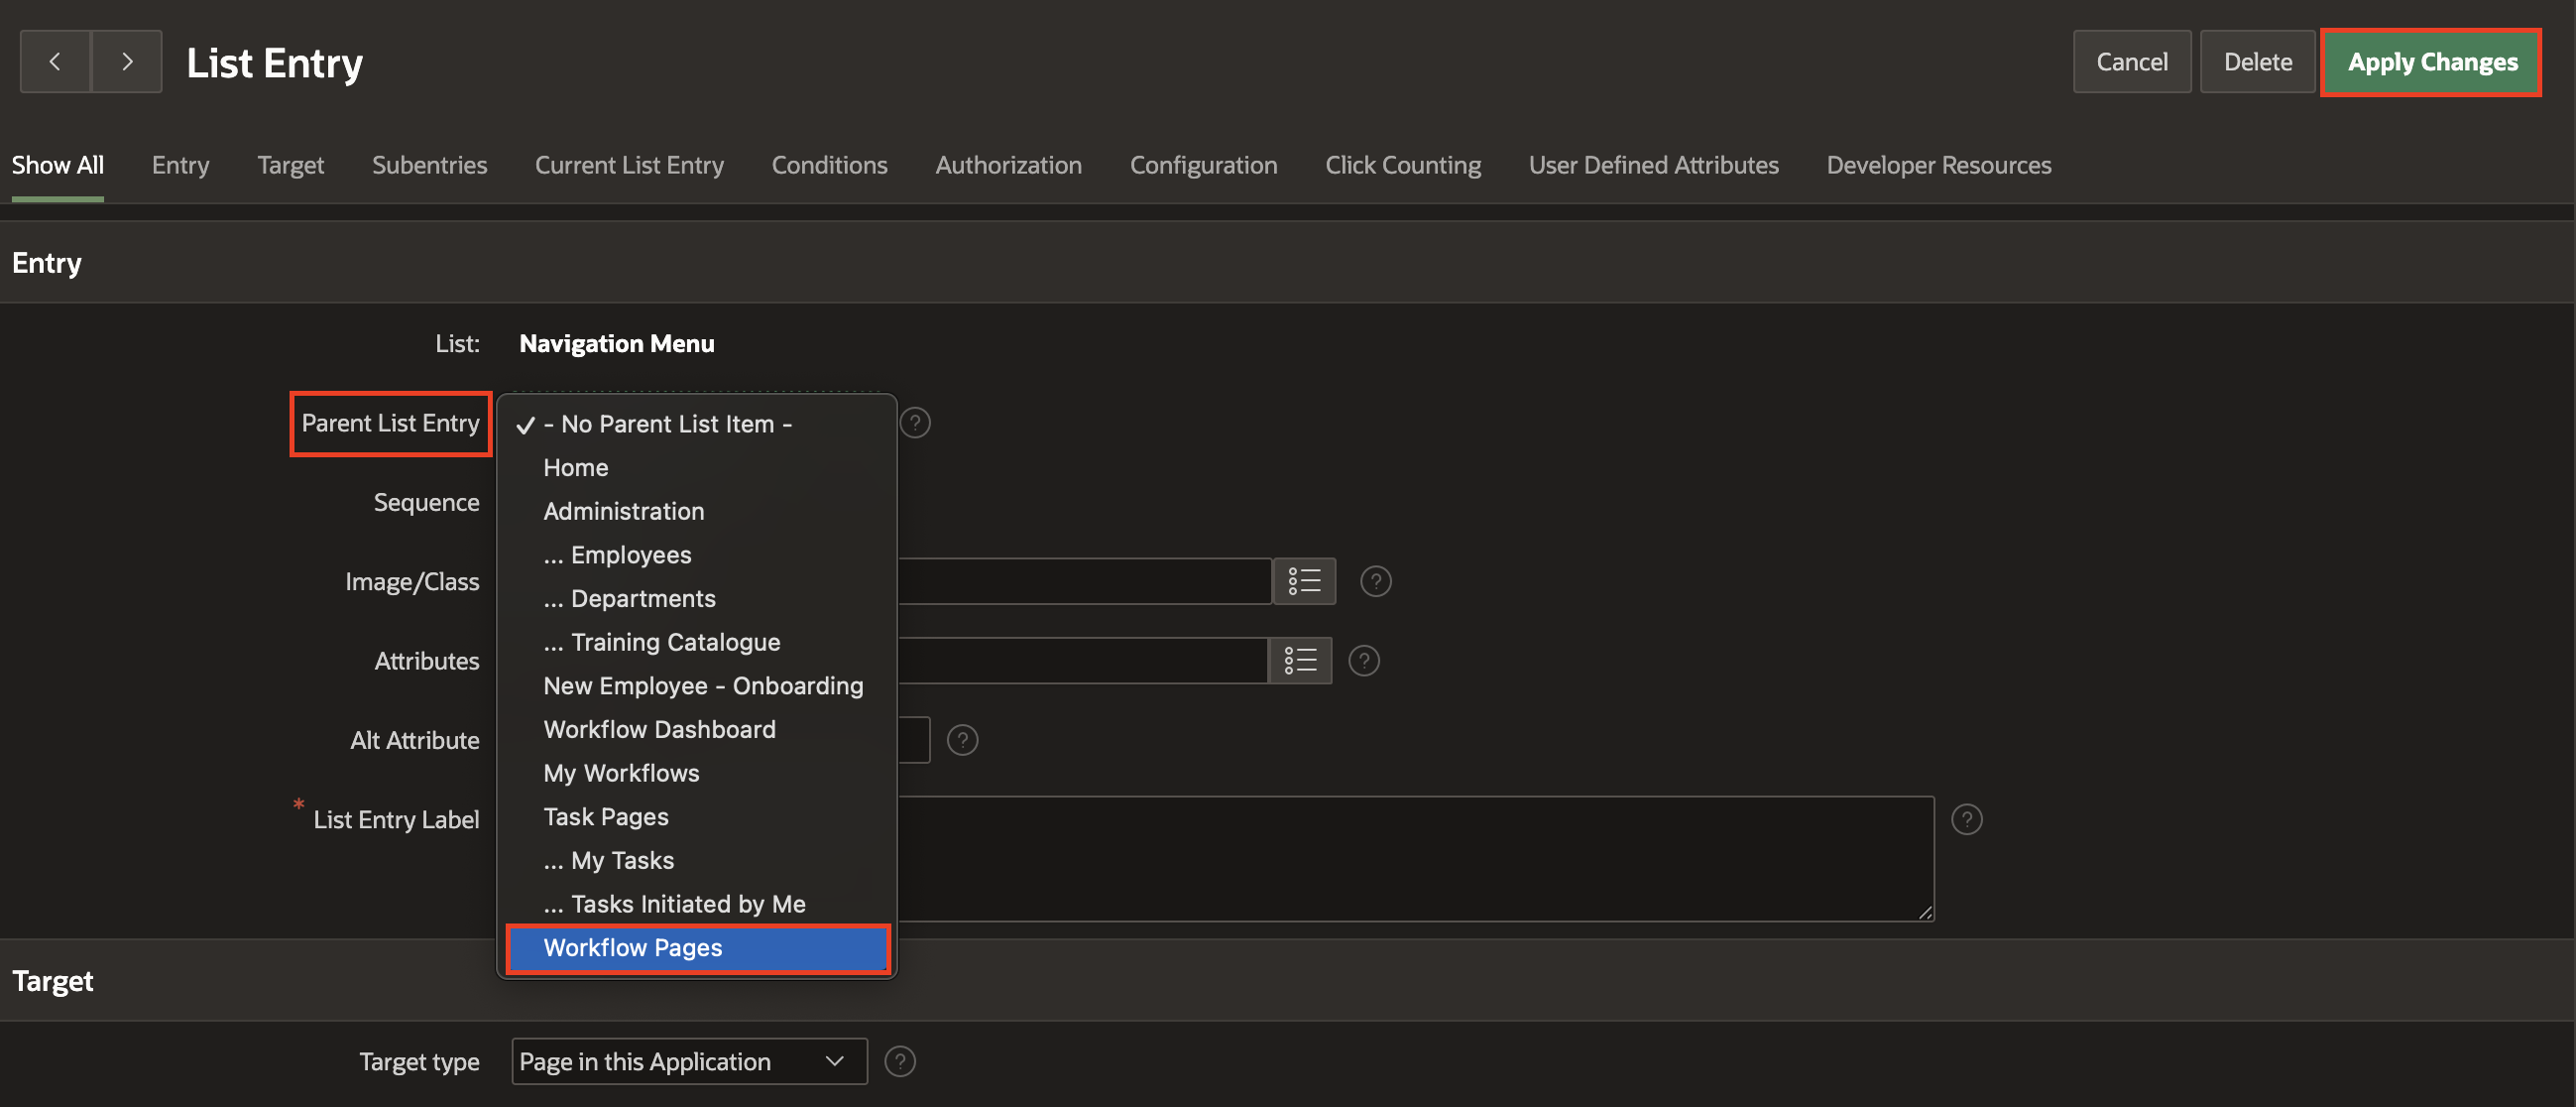 List Entry
Cancel
Delete
Apply Changes
Show All
Entry
Target
Subentries
Current List Entry
Conditions
Authorization
Configuration
Click Counting
User Defined Attributes
Developer Resources
Entry
List:
Navigation Menu
Parent List Entry
✓ - No Parent List Item -
Home
Administration
... Employees
... Departments
... Training Catalogue
New Employee - Onboarding
Workflow Dashboard
My Workflows
Task Pages
... My Tasks
... Tasks Initiated by Me
Workflow Pages
?
Sequence
Image/Class
?
Attributes
?
Alt Attribute
?
* List Entry Label
?
Target
Target type
Page in this Application
?